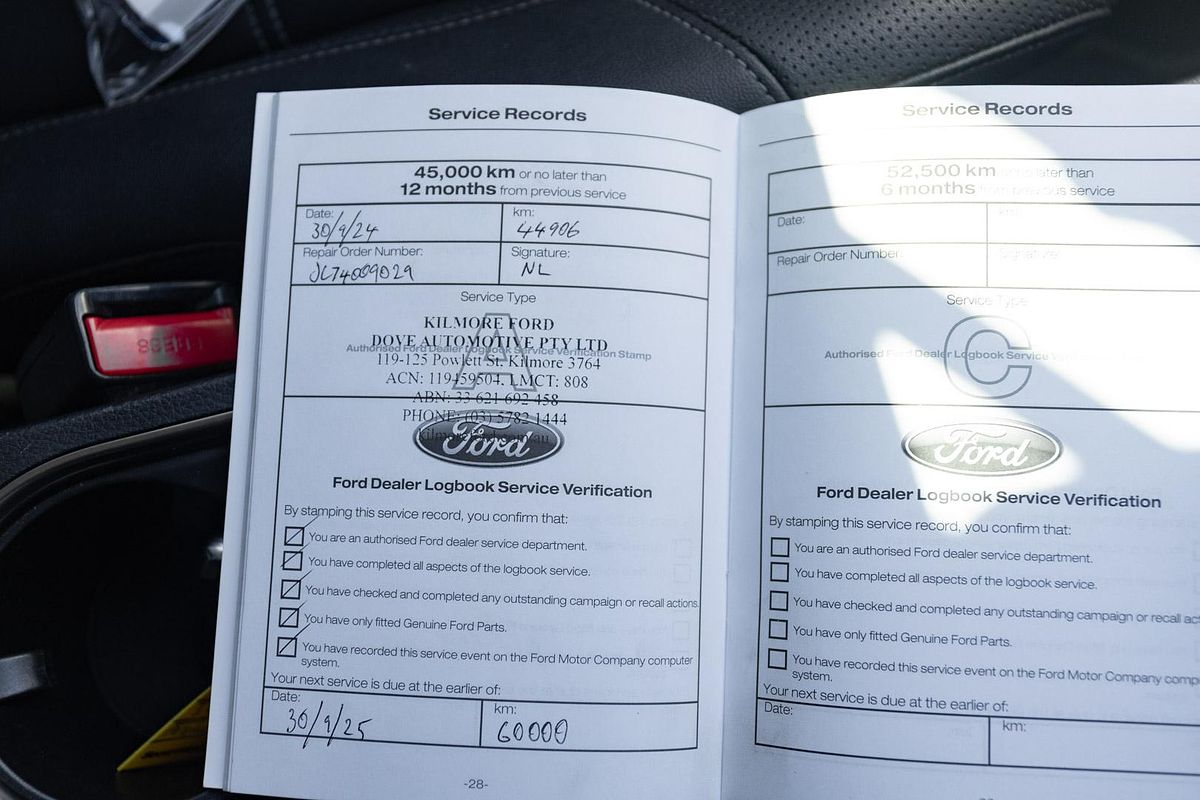 Service Records
45,000 km or no later than
12 months from previous service
Date:
30/9/24
km:
44906
Repair Order Number:
JC74009029
Signature:
NL
Service Type
A
KILMORE FORD
DOVE AUTOMOTIVE PTY LTD
Authorised Ford Dealer Logbook Service Verification Stamp
119-125 Powlett St. Kilmore 3764
ACN: 119459504. LMCT: 808
ABN: 33 621 692 458
PHONE: (03) 5782 1444
Ford
Ford Dealer Logbook Service Verification
By stamping this service record, you confirm that:
You are an authorised Ford dealer service department.
You have completed all aspects of the logbook service.
You have checked and completed any outstanding campaign or recall actions.
You have only fitted Genuine Ford Parts.
You have recorded this service event on the Ford Motor Company computer
system.
Your next service is due at the earlier of:
Date:
30/9/25
km:
60000
-28-
Service Records
52,500 km or no later than
6 months from previous service
Date:
km:
Repair Order Number:
Signature:
Service Type
C
Authorised Ford Dealer Logbook Service
Ford
Ford Dealer Logbook Service Verification
By stamping this service record, you confirm that:
You are an authorised Ford dealer service department.
You have completed all aspects of the logbook service.
You have checked and completed any outstanding campaign or recall
You have only fitted Genuine Ford Parts.
You have recorded this service event on the Ford Motor Company
system.
Your next service is due at the earlier of:
Date:
km:
PRESS